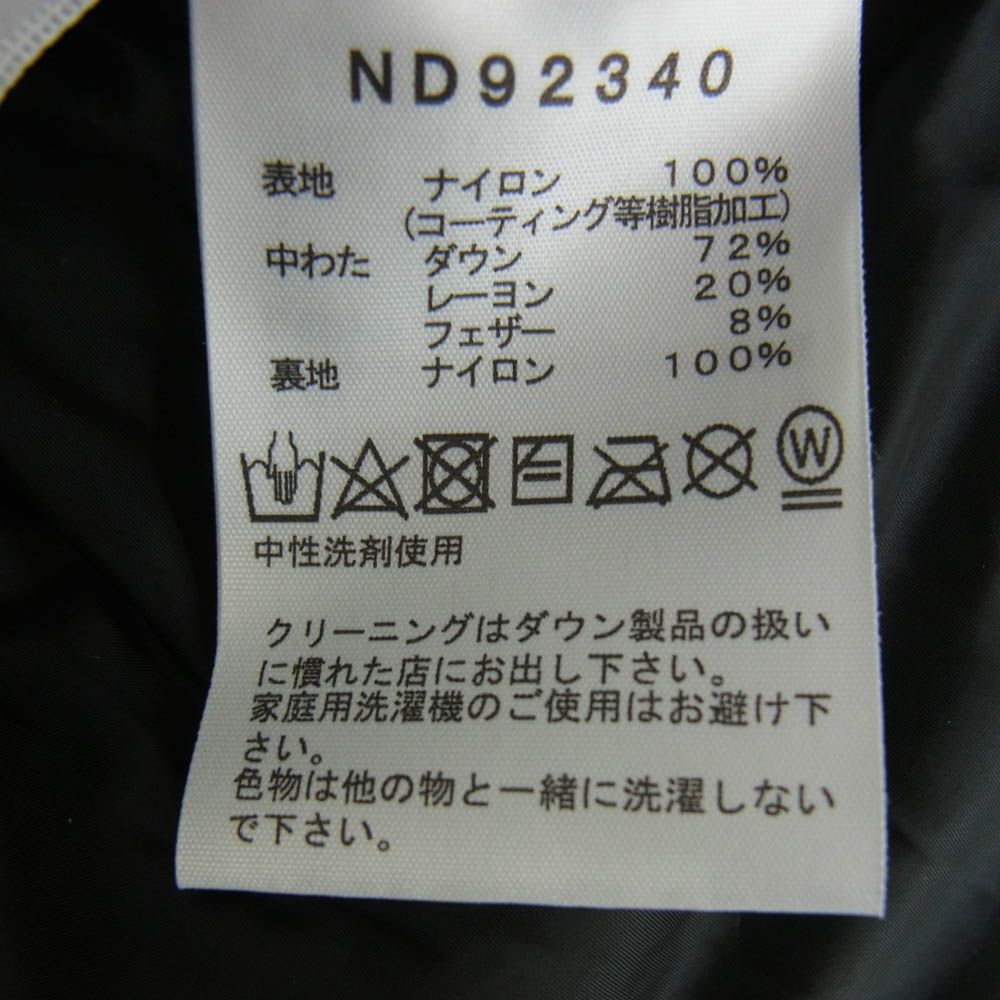 ND92340
表地 ナイロン 100%
(コーティング等樹脂加工)
中わた ダウン 72%
レーヨン 20%
フェザー 8%
裏地 ナイロン 100%
W
中性洗剤使用
クリーニングはダウン製品の扱い
に慣れた店にお出し下さい。
家庭用洗濯機のご使用はお避け下
さい。
色物は他の物と一緒に洗濯しない
で下さい。